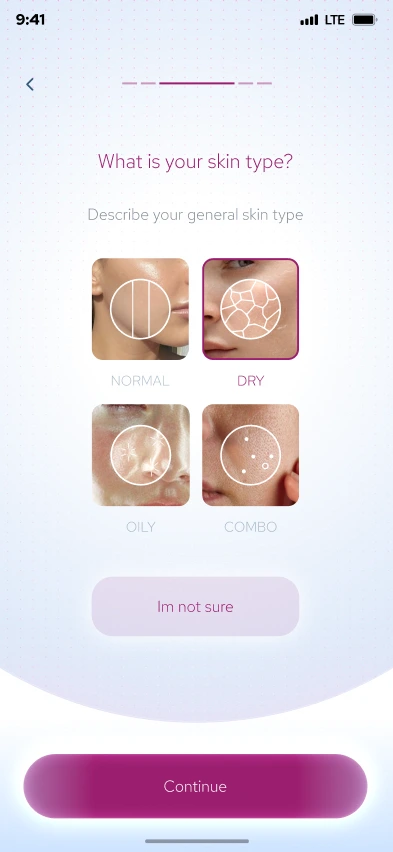 9:41 LTE
What is your skin type?
Describe your general skin type
NORMAL DRY
OILY COMBO
Im not sure
Continue